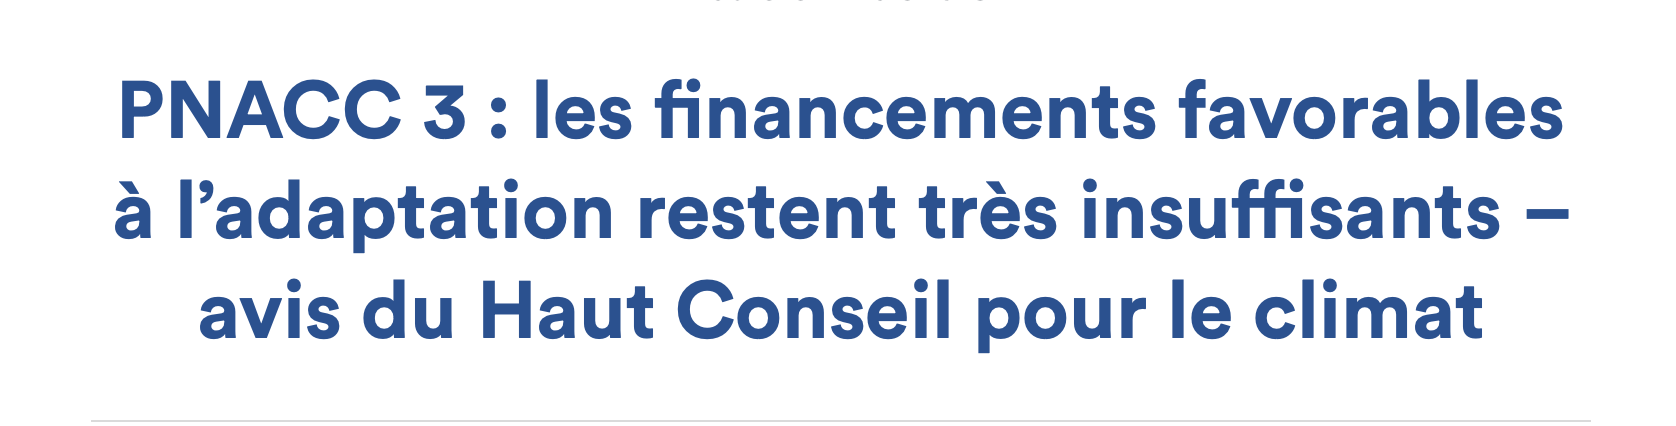 PNACC 3 : les financements favorables
à l’adaptation restent très insuffisants –
avis du Haut Conseil pour le climat